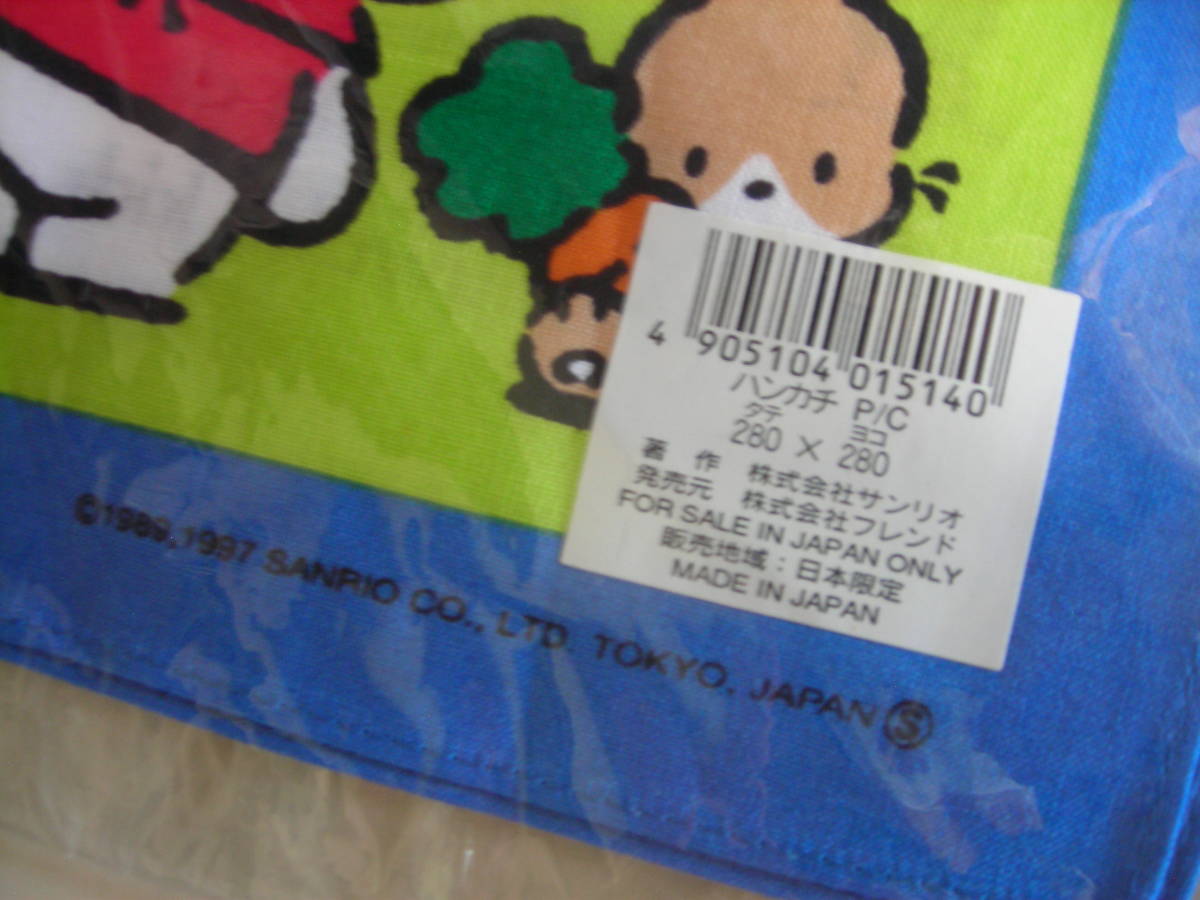 4 905104 015140
ハンカチ P/C
タテ ヨコ
280 × 280
著 作 株式会社サンリオ
発売元 株式会社フレンド
FOR SALE IN JAPAN ONLY
販売地域：日本限定
MADE IN JAPAN
©1989,1997 SANRIO CO., LTD. TOKYO, JAPAN Ⓢ